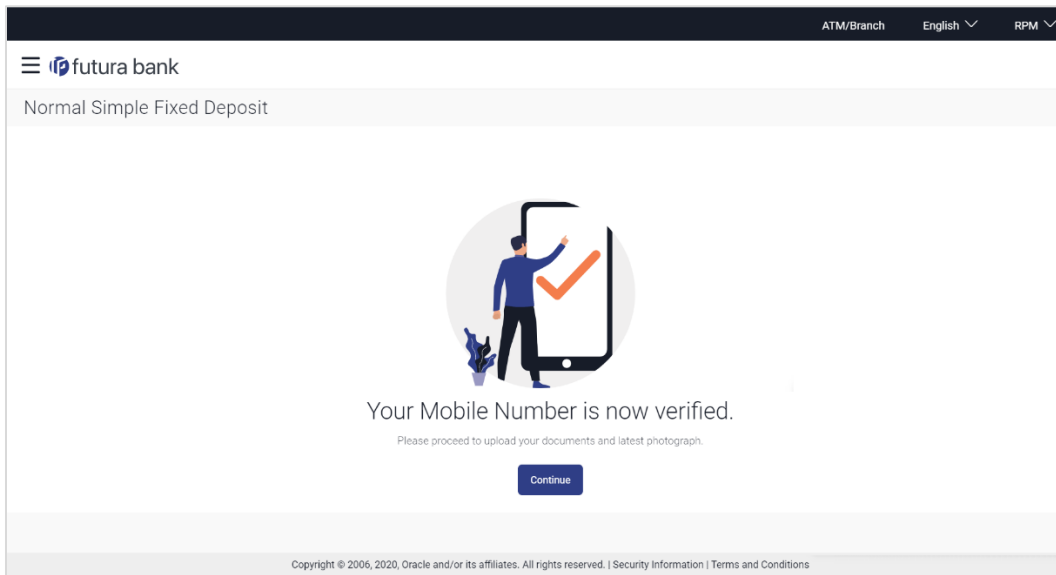 ATM/Branch English RPM
futura bank
Normal Simple Fixed Deposit
Your Mobile Number is now verified.
Please proceed to upload your documents and latest photograph.
Continue
Copyright © 2006, 2020, Oracle and/or its affiliates. All rights reserved. | Security Information | Terms and Conditions